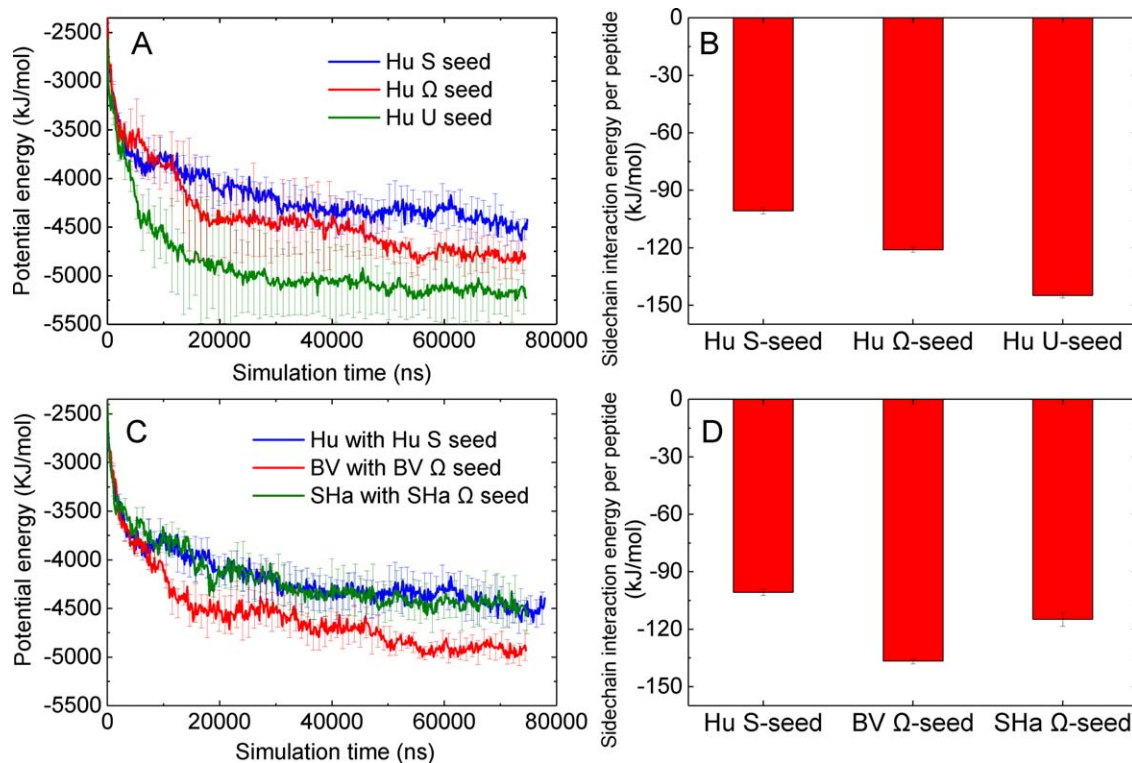 A
Potential energy (kJ/mol)
-2500
-3000
-3500
-4000
-4500
-5000
-5500
Hu S seed
Hu Ω seed
Hu U seed
0
20000
40000
60000
80000
Simulation time (ns)
B
Sidechain interaction energy per peptide
(kJ/mol)
0
-30
-60
-90
-120
-150
Hu S-seed
Hu Ω-seed
Hu U-seed
C
Potential energy (KJ/mol)
-2500
-3000
-3500
-4000
-4500
-5000
-5500
Hu with Hu S seed
BV with BV Ω seed
SHa with SHa Ω seed
0
20000
40000
60000
80000
Simulation time (ns)
D
Sidechain interaction energy per peptide
(kJ/mol)
0
-30
-60
-90
-120
-150
Hu S-seed
BV Ω-seed
SHa Ω-seed